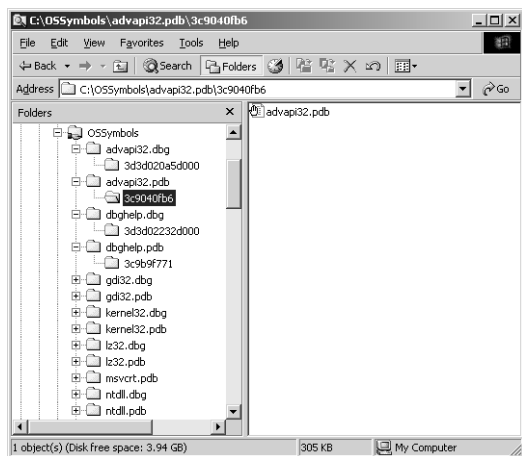 C:\OSSymbols\advapi32.pdb\3c9040fb6
File Edit View Favorites Tools Help
Back Search Folders
Address C:\OSSymbols\advapi32.pdb\3c9040fb6 Go
Folders
OSSymbols
advapi32.dbg
3d3d020a5d000
advapi32.pdb
3c9040fb6
dbghelp.dbg
3d3d02232d000
dbghelp.pdb
3c9b9f771
gdi32.dbg
gdi32.pdb
kernel32.dbg
kernel32.pdb
lz32.dbg
lz32.pdb
msvcrt.pdb
ntdll.dbg
ntdll.pdb
advapi32.pdb
1 object(s) (Disk free space: 3.94 GB) 305 KB My Computer